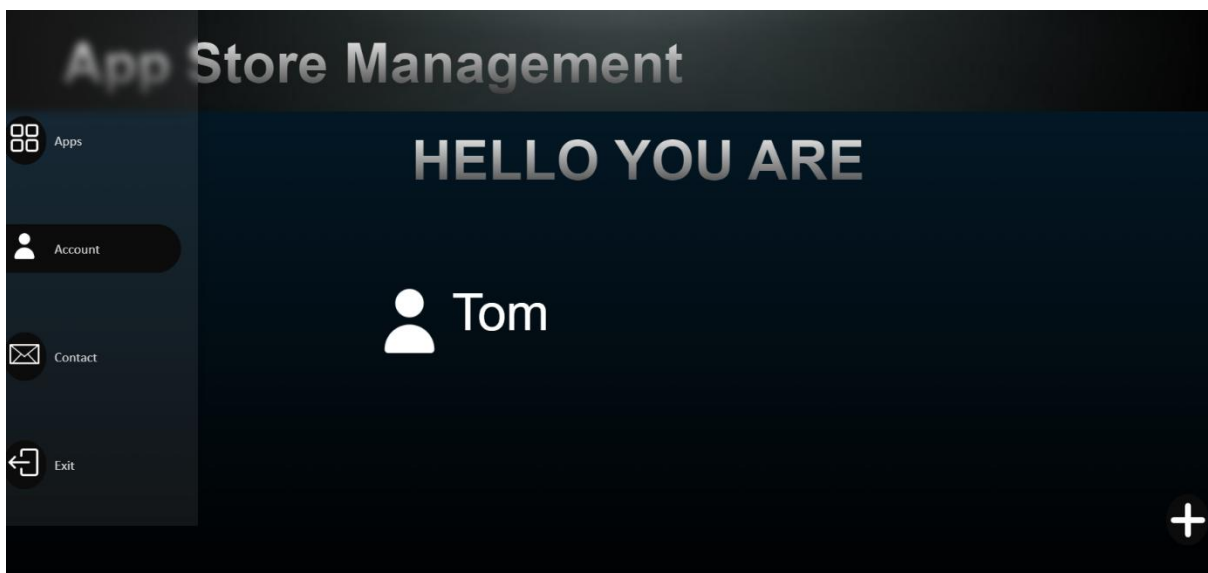 App Store Management
HELLO YOU ARE
Apps
Account
Tom
Contact
Exit